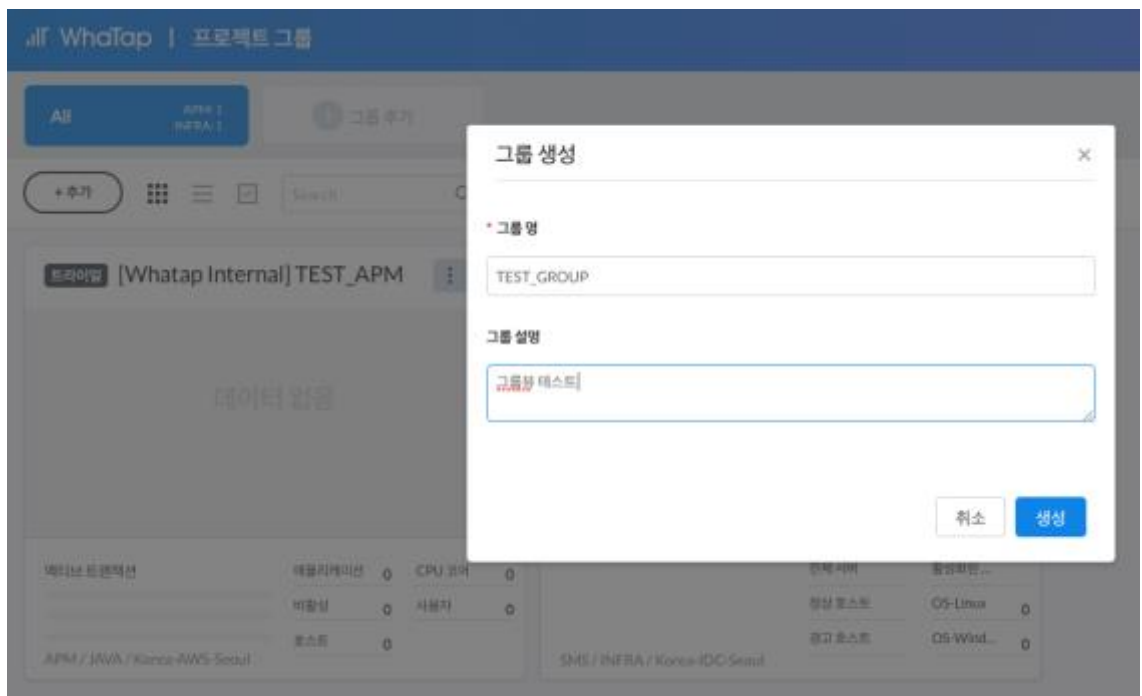 WhaTap | 프로젝트 그룹
All
APM 1
INFRA 1
그룹 추가
+ 추가
Search
트라이얼 [Whatap Internal] TEST_APM
데이터 없음
그룹 생성
* 그룹 명
TEST_GROUP
그룹 설명
그룹뷰 테스트
취소
생성
액티브 트랜잭션
애플리케이션 0
CPU 코어 0
비활성 0
사용자 0
호스트 0
APM / JAVA / Korea-AWS-Seoul
전체 서버
정상 호스트
OS-Linux 0
경고 호스트
OS-Wind... 0
SMS / INFRA / Korea-IDC-Seoul